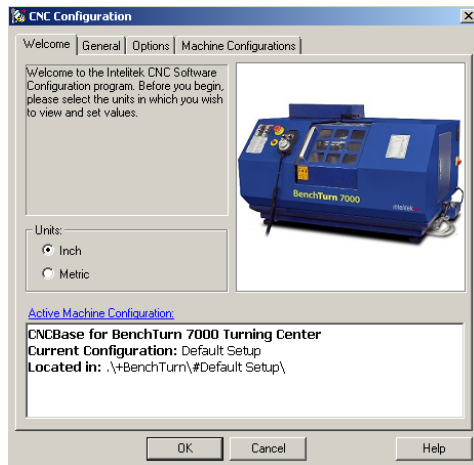 CNC Configuration
Welcome General Options Machine Configurations
Welcome to the Intelitek CNC Software
Configuration program. Before you begin,
please select the units in which you wish
to view and set values.
BenchTurn 7000
intelitek
Units:
Inch
Metric
Active Machine Configuration:
CNCBase for BenchTurn 7000 Turning Center
Current Configuration: Default Setup
Located in: .\+BenchTurn\#Default Setup\
OK Cancel Help